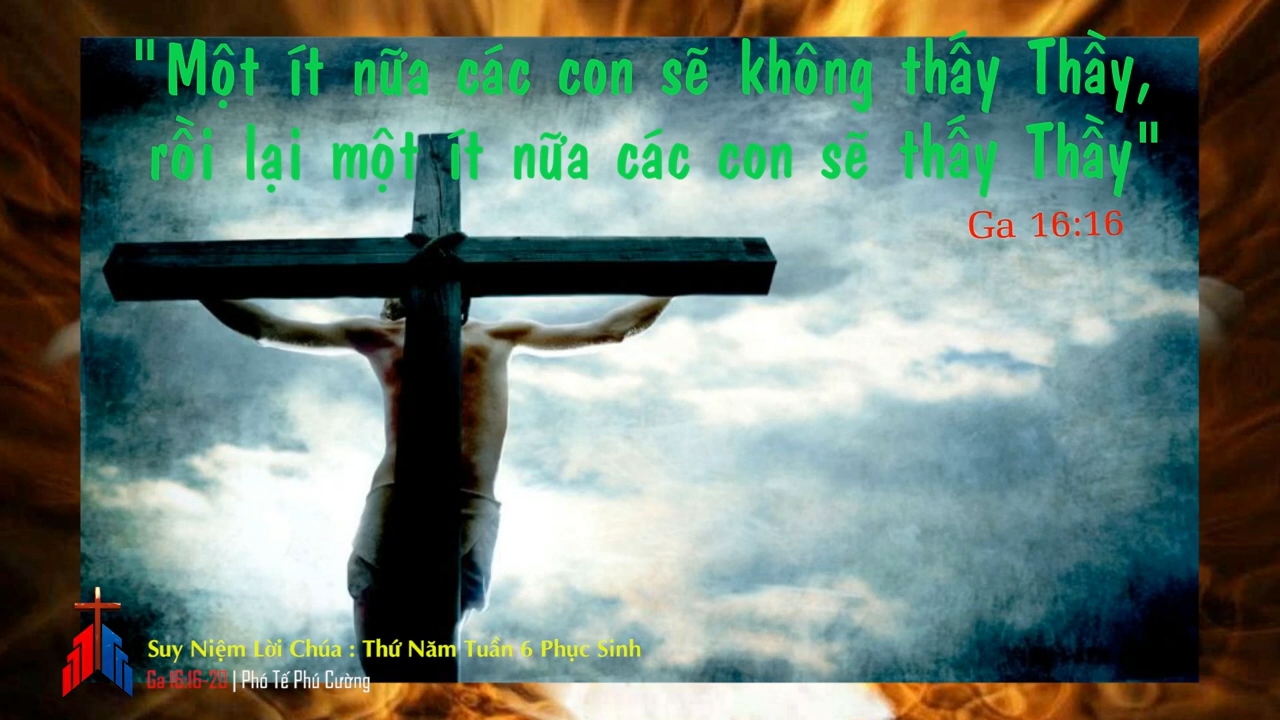 "Một ít nữa các con sẽ không thấy Thầy,
rồi lại một ít nữa các con sẽ thấy Thầy"
Ga 16:16
Suy Niệm Lời Chúa : Thứ Năm Tuần 6 Phục Sinh
Ga 16:16-20 | Phó Tế Phú Cường